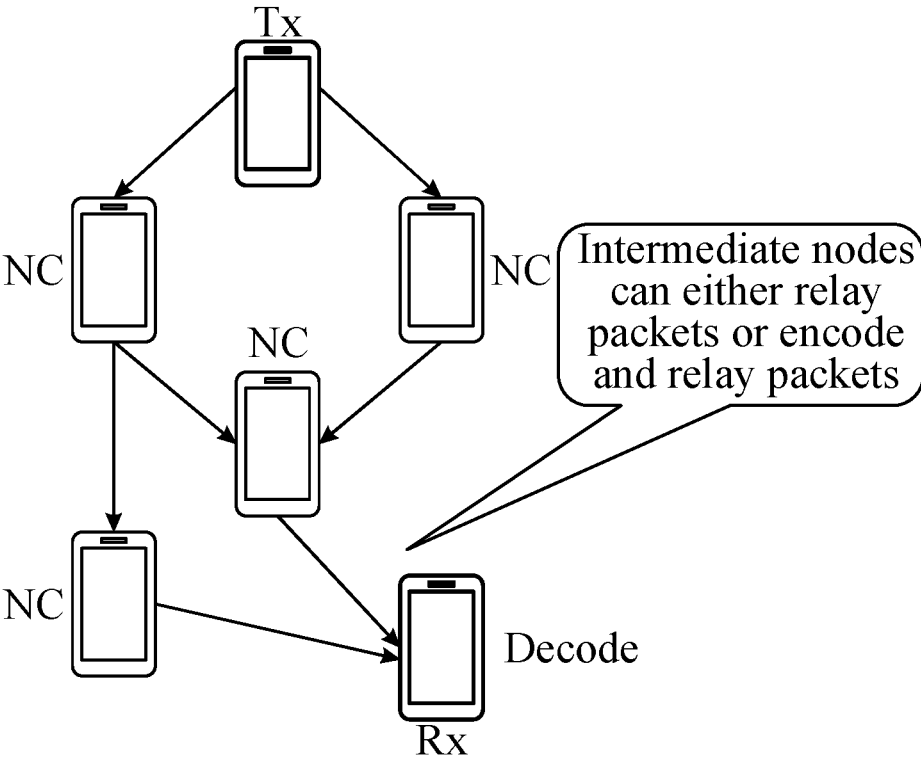 Tx
NC
NC
Intermediate nodes
can either relay
packets or encode
and relay packets
NC
NC
Decode
Rx